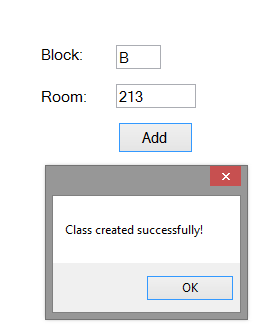 Block: B
Room: 213
Add
Class created successfully!
OK